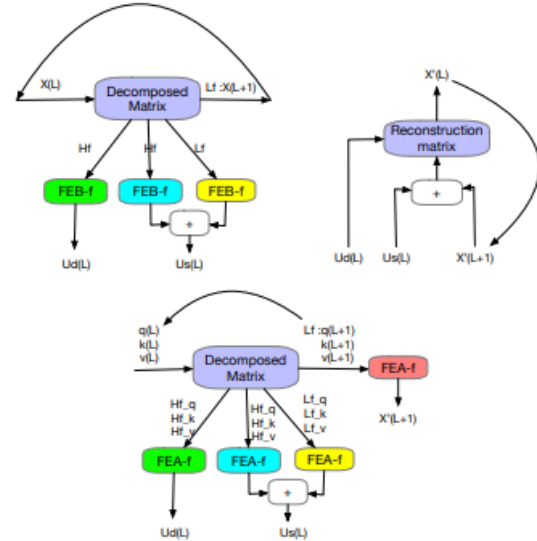 X(L)
Decomposed
Matrix
Lf :X(L+1)
Hf
Hf
Lf
FEB-f
FEB-f
FEB-f
+
Ud(L)
Us(L)
X'(L)
Reconstruction
matrix
+
Ud(L)
Us(L)
X'(L+1)
q(L)
k(L)
v(L)
Decomposed
Matrix
Lf :q(L+1)
k(L+1)
v(L+1)
FEA-f
X'(L+1)
Hf_q
Hf_k
Hf_v
Hf_q
Hf_k
Hf_v
Lf_q
Lf_k
Lf_v
FEA-f
FEA-f
FEA-f
+
Ud(L)
Us(L)